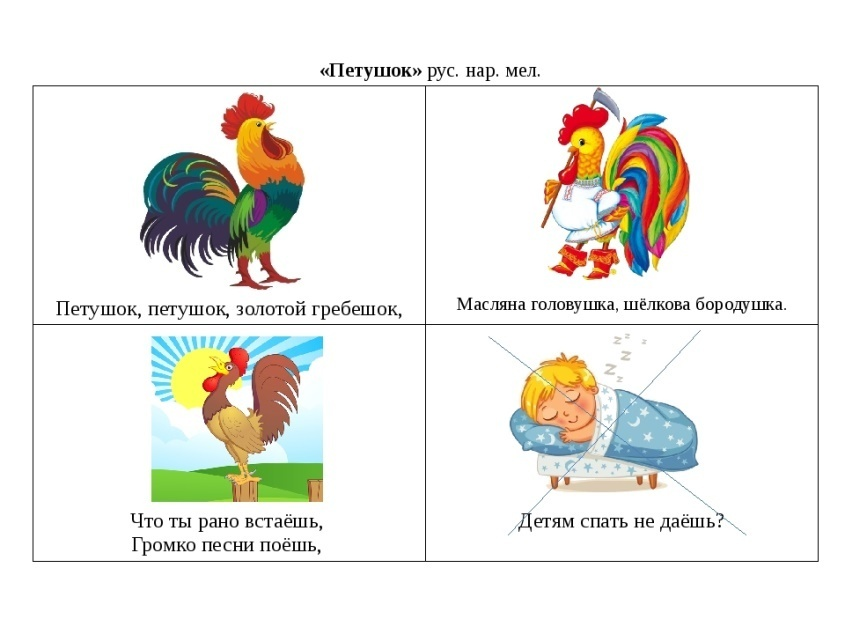 «Петушок» рус. нар. мел.
Петушок, петушок, золотой гребешок,
Масляна головушка, шёлкова бородушка.
Что ты рано встаёшь,
Громко песни поёшь,
Детям спать не даёшь?
z z z
z
z
z